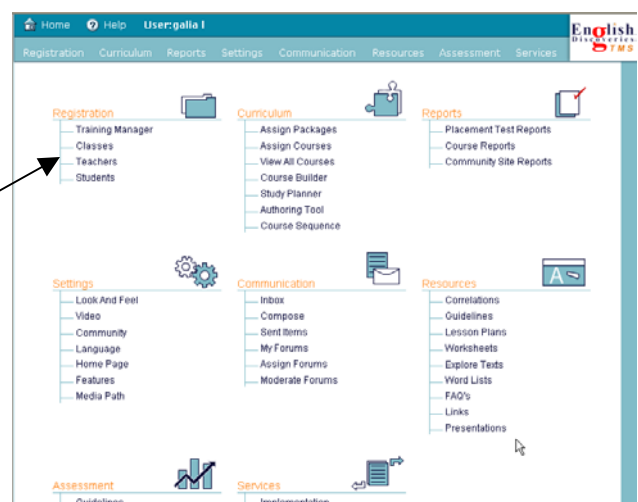 Home Help User:galia l
English
Discoveries
TMS
Registration Curriculum Reports Settings Communication Resources Assessment Services
Registration
Training Manager
Classes
Teachers
Students
Curriculum
Assign Packages
Assign Courses
View All Courses
Course Builder
Study Planner
Authoring Tool
Course Sequence
Reports
Placement Test Reports
Course Reports
Community Site Reports
Settings
Look And Feel
Video
Community
Language
Home Page
Features
Media Path
Communication
Inbox
Compose
Sent Items
My Forums
Assign Forums
Moderate Forums
Resources
Correlations
Guidelines
Lesson Plans
Worksheets
Explore Texts
Word Lists
FAQ's
Links
Presentations
Assessment
Guidelines
Services
Implementation